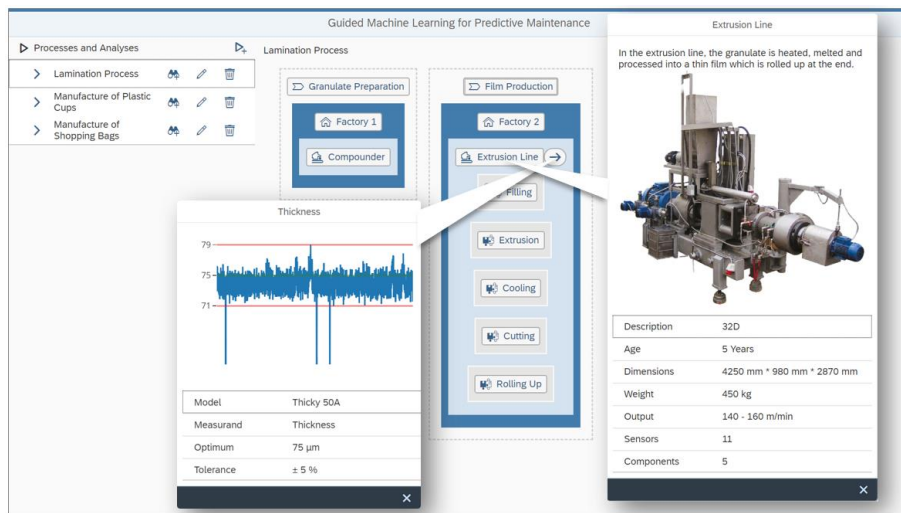 Guided Machine Learning for Predictive Maintenance
Processes and Analyses
Lamination Process
Manufacture of Plastic
Cups
Manufacture of
Shopping Bags
Lamination Process
Granulate Preparation
Factory 1
Compounder
Film Production
Factory 2
Extrusion Line
Filling
Extrusion
Cooling
Cutting
Rolling Up
Thickness
79
75
71
Model Thicky 50A
Measurand Thickness
Optimum 75 µm
Tolerance ± 5 %
Extrusion Line
In the extrusion line, the granulate is heated, melted and
processed into a thin film which is rolled up at the end.
Description 32D
Age 5 Years
Dimensions 4250 mm * 980 mm * 2870 mm
Weight 450 kg
Output 140 - 160 m/min
Sensors 11
Components 5